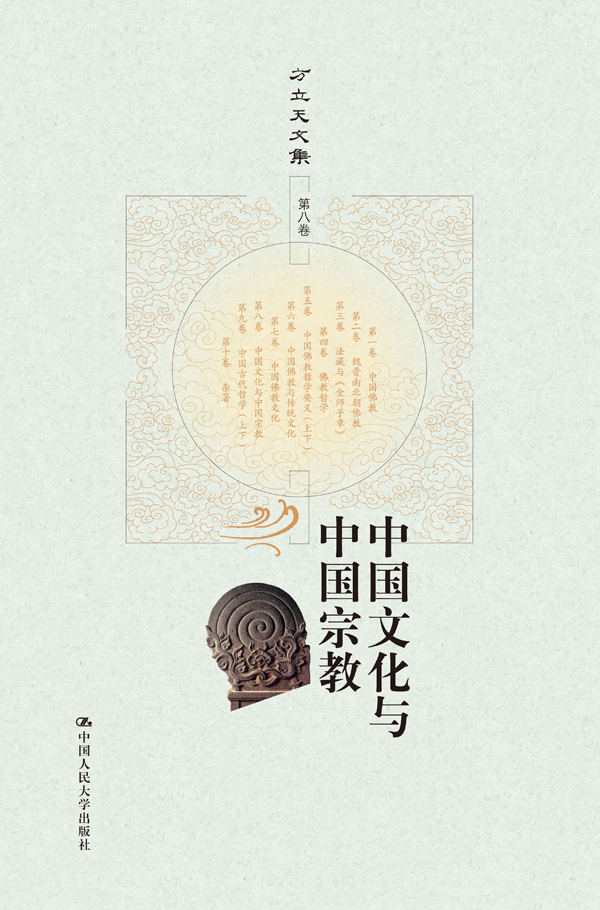 方立天文集
第八卷
第一卷 中国佛教
第二卷 魏晋南北朝佛教
第三卷 法藏与《金师子章》
第四卷 佛教哲学
第五卷 中国佛教哲学要义(上下)
第六卷 中国佛教与传统文化
第七卷 中国佛教文化
第八卷 中国文化与中国宗教
第九卷 中国古代哲学(上下)
第十卷 杂著
中国文化与
中国宗教
中国人民大学出版社